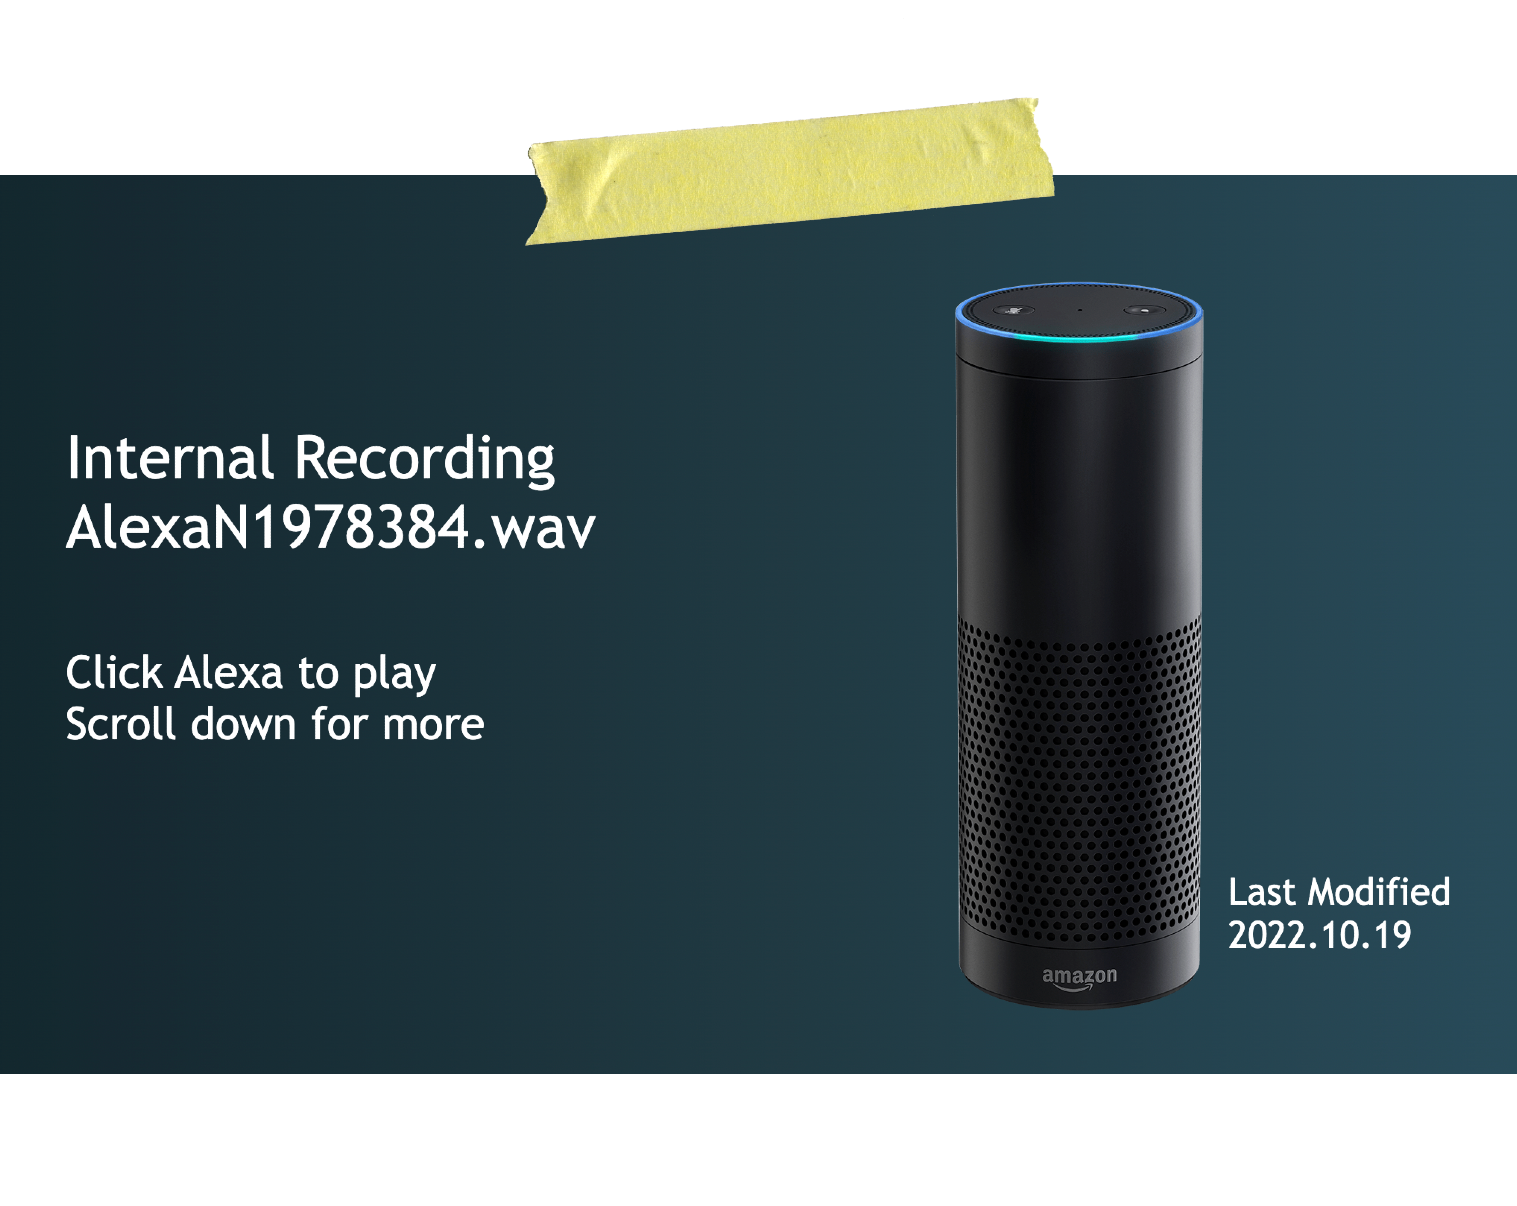 Internal Recording
AlexaN1978384.wav
Click Alexa to play
Scroll down for more
Last Modified
2022.10.19
amazon